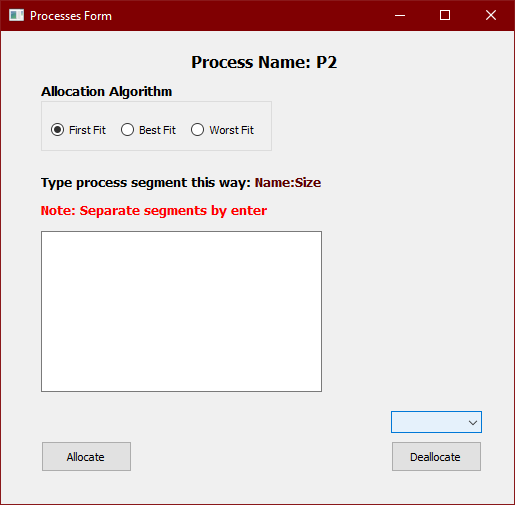 Processes Form
Process Name: P2
Allocation Algorithm
First Fit Best Fit Worst Fit
Type process segment this way: Name:Size
Note: Separate segments by enter
Allocate Deallocate